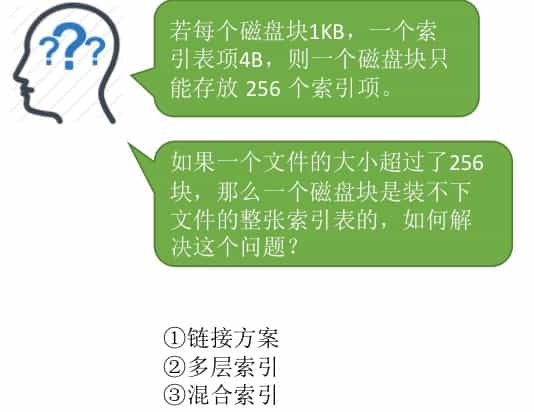 ???
若每个磁盘块1KB，一个索
引表项4B，则一个磁盘块只
能存放 256 个索引项。
如果一个文件的大小超过了256
块，那么一个磁盘块是装不下
文件的整张索引表的，如何解
决这个问题？
①链接方案
②多层索引
③混合索引